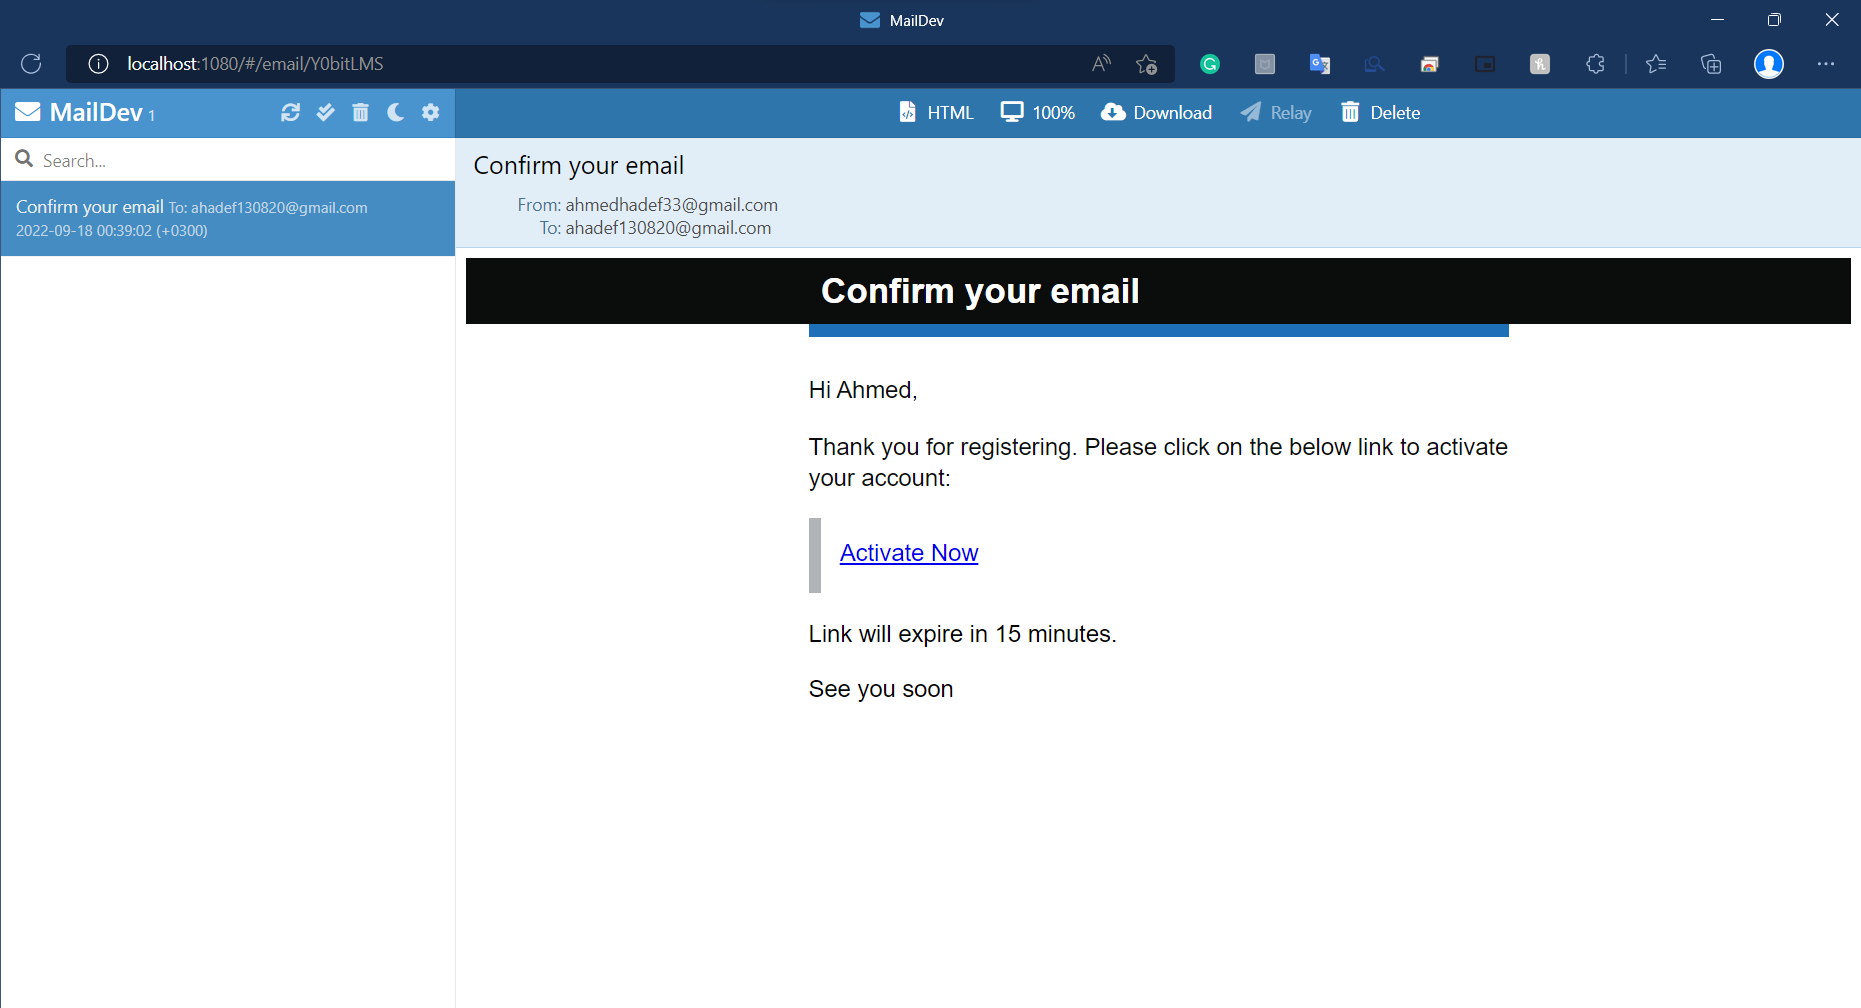 MailDev
localhost:1080/#/email/Y0bitLMS
MailDev 1
HTML
100%
Download
Relay
Delete
Search...
Confirm your email To: ahadef130820@gmail.com
2022-09-18 00:39:02 (+0300)
Confirm your email
From: ahmedhadef33@gmail.com
To: ahadef130820@gmail.com
Confirm your email
Hi Ahmed,
Thank you for registering. Please click on the below link to activate
your account:
Activate Now
Link will expire in 15 minutes.
See you soon